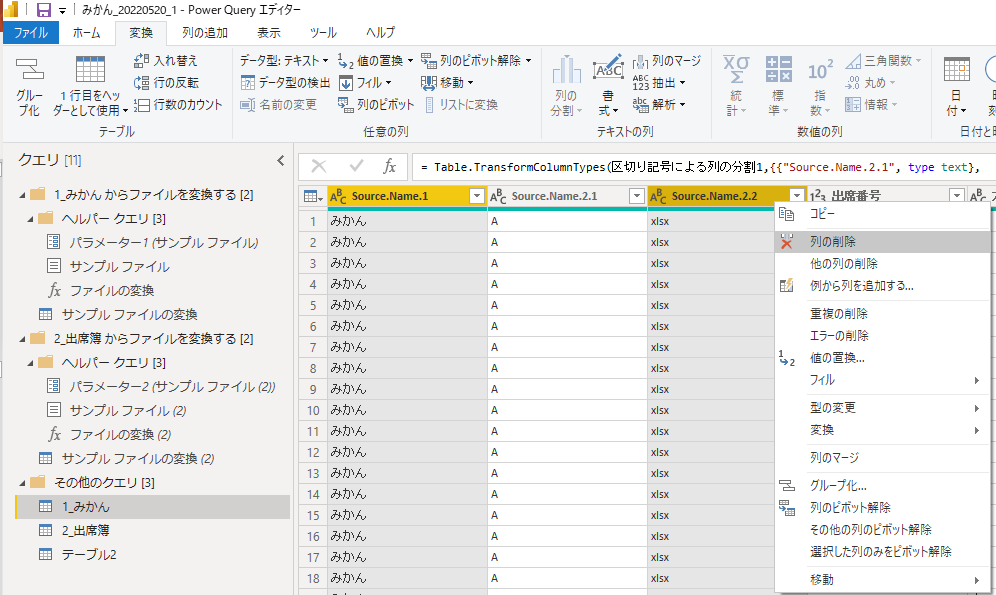 みかん_20220520_1 - Power Query エディター
ファイル ホーム 変換 列の追加 表示 ツール ヘルプ
グループ化
1 行目をヘッダーとして使用
入れ替え
行の反転
行数のカウント
テーブル
データ型: テキスト
データ型の検出
名前の変更
1 2 値の置換
フィル
列のピボット
列のピボット解除
移動
リストに変換
任意の列
列の分割
ABC 書式
列のマージ
ABC 123 抽出
abc 解析
テキストの列
ΧΣ 統計
標準
10² 指数
三角関数
.00 丸め
情報
数値の列
日付
クエリ [11]
1_みかん からファイルを変換する [2]
ヘルパー クエリ [3]
パラメーター1 (サンプル ファイル)
サンプル ファイル
fx ファイルの変換
サンプル ファイルの変換
2_出席簿 からファイルを変換する [2]
ヘルパー クエリ [3]
パラメーター2 (サンプル ファイル (2))
サンプル ファイル (2)
fx ファイルの変換 (2)
サンプル ファイルの変換 (2)
その他のクエリ [3]
1_みかん
2_出席簿
テーブル2
fx = Table.TransformColumnTypes(区切り記号による列の分割1,{{"Source.Name.2.1", type text},
ABC Source.Name.1 ABC Source.Name.2.1 ABC Source.Name.2.2 123 出席番号 ABC
1 みかん A xlsx
2 みかん A xlsx
3 みかん A xlsx
4 みかん A xlsx
5 みかん A xlsx
6 みかん A xlsx
7 みかん A xlsx
8 みかん A xlsx
9 みかん A xlsx
10 みかん A xlsx
11 みかん A xlsx
12 みかん A xlsx
13 みかん A xlsx
14 みかん A xlsx
15 みかん A xlsx
16 みかん A xlsx
17 みかん A xlsx
18 みかん A xlsx
コピー
列の削除
他の列の削除
例から列を追加する...
重複の削除
エラーの削除
1 2 値の置換...
フィル
型の変更
変換
列のマージ
グループ化...
列のピボット解除
その他の列のピボット解除
選択した列のみをピボット解除
移動